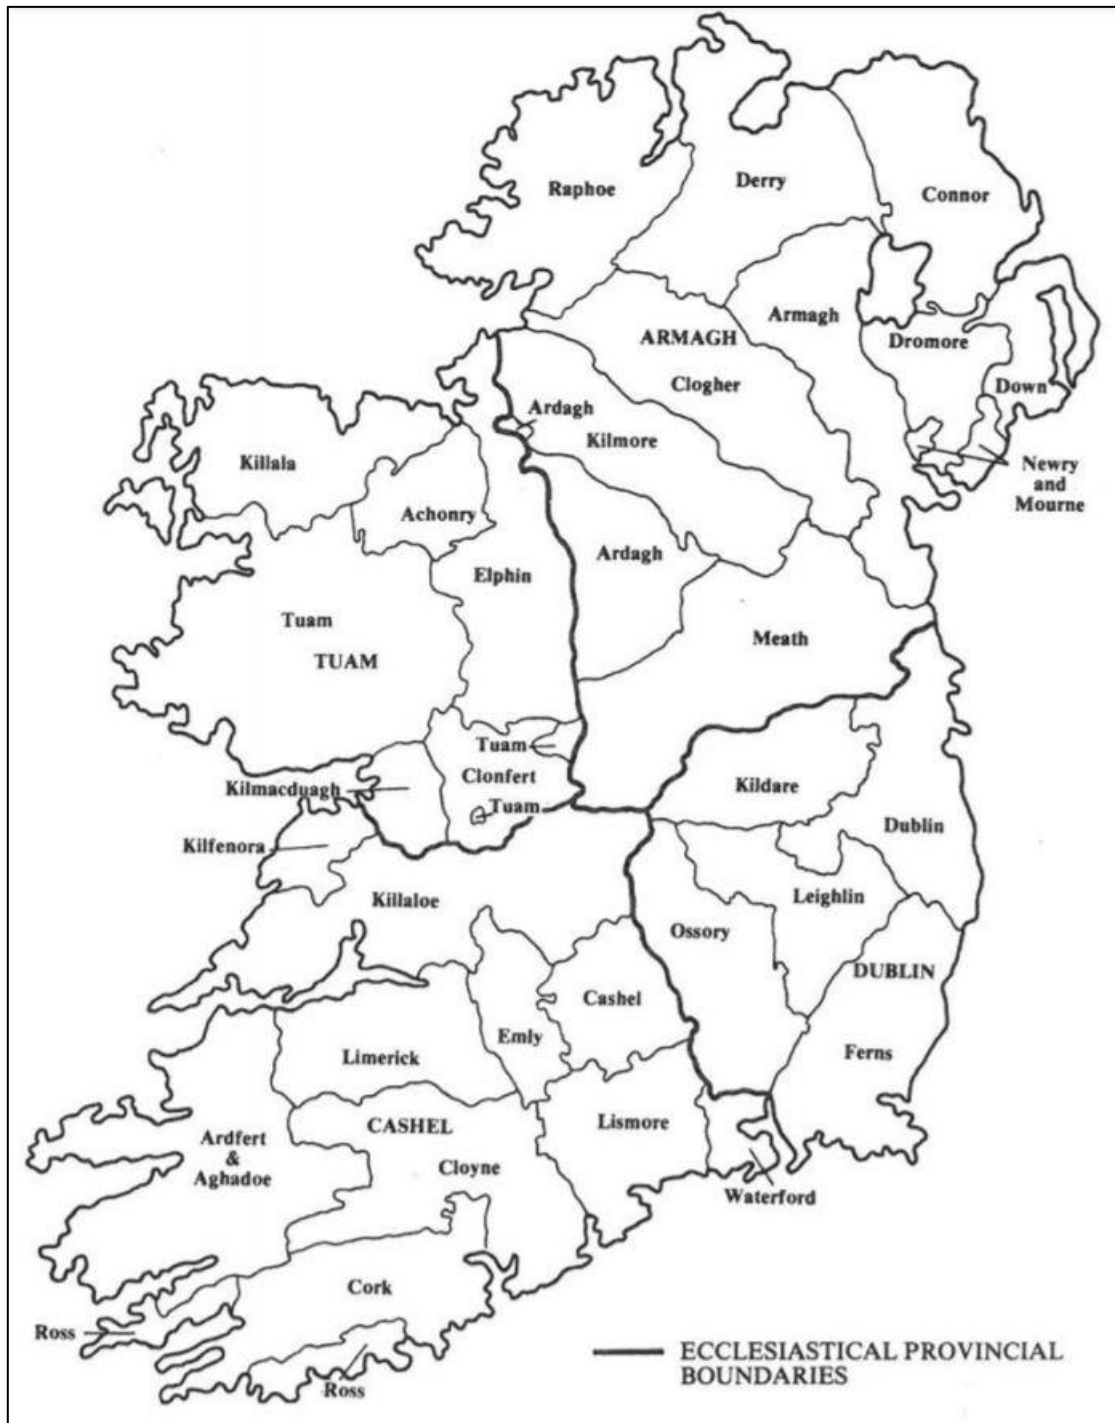 Raphoe
Derry
Connor
Armagh
ARMAGH
Clogher
Dromore
Down
Ardagh
Kilmore
Newry
and
Mourne
Killala
Achonry
Ardagh
Elphin
Tuam
TUAM
Meath
Tuam
Clonfert
Kilmacduagh
Tuam
Kildare
Dublin
Kilfenora
Killaloe
Leighlin
Ossory
DUBLIN
Cashel
Emly
Limerick
Ferns
CASHEL
Lismore
Ardfert
&
Aghadoe
Cloyne
Waterford
Cork
Ross
Ross
ECCLESIASTICAL PROVINCIAL
BOUNDARIES